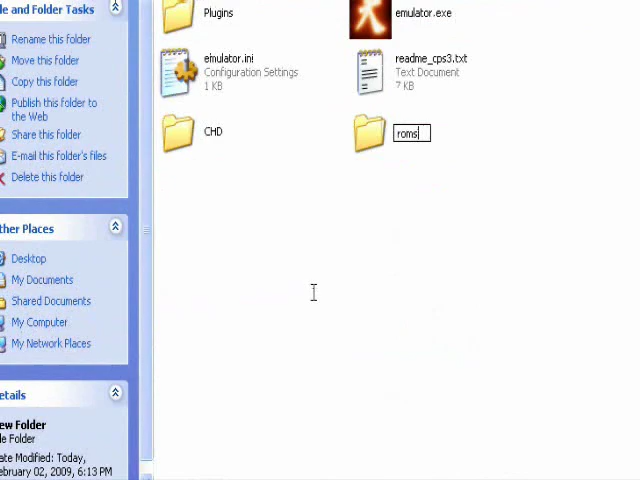 le and Folder Tasks
Rename this folder
Move this folder
Copy this folder
Publish this folder to
the Web
Share this folder
E-mail this folder's files
Delete this folder
ther Places
Desktop
My Documents
Shared Documents
My Computer
My Network Places
etails
ew Folder
le Folder
ate Modified: Today,
ebruary 02, 2009, 6:13 PM
Plugins
emulator.exe
emulator.ini
Configuration Settings
1 KB
readme_cps3.txt
Text Document
7 KB
CHD
roms